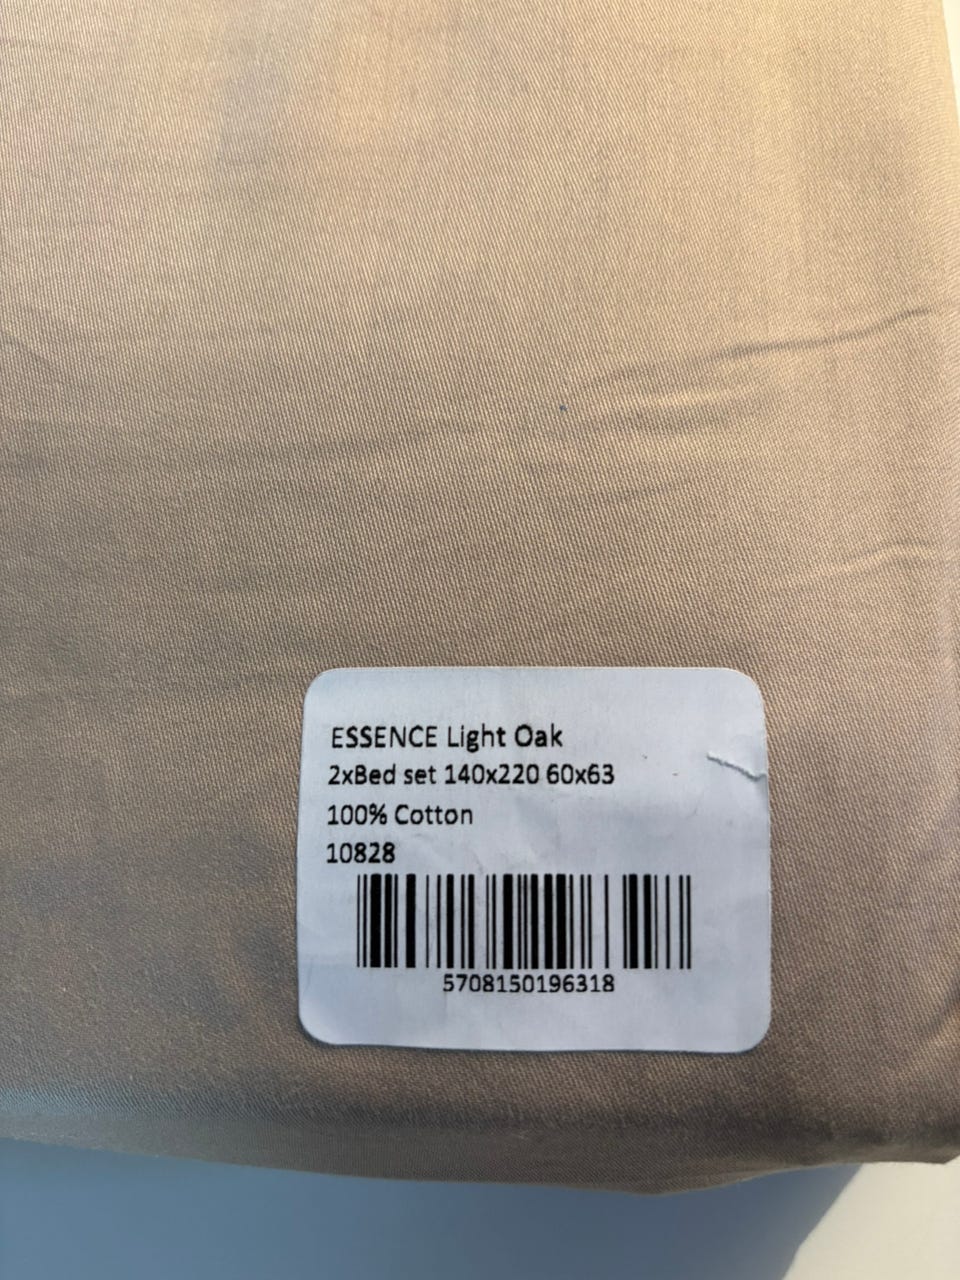 ESSENCE Light Oak
2xBed set 140x220 60x63
100% Cotton
10828
5708150196318